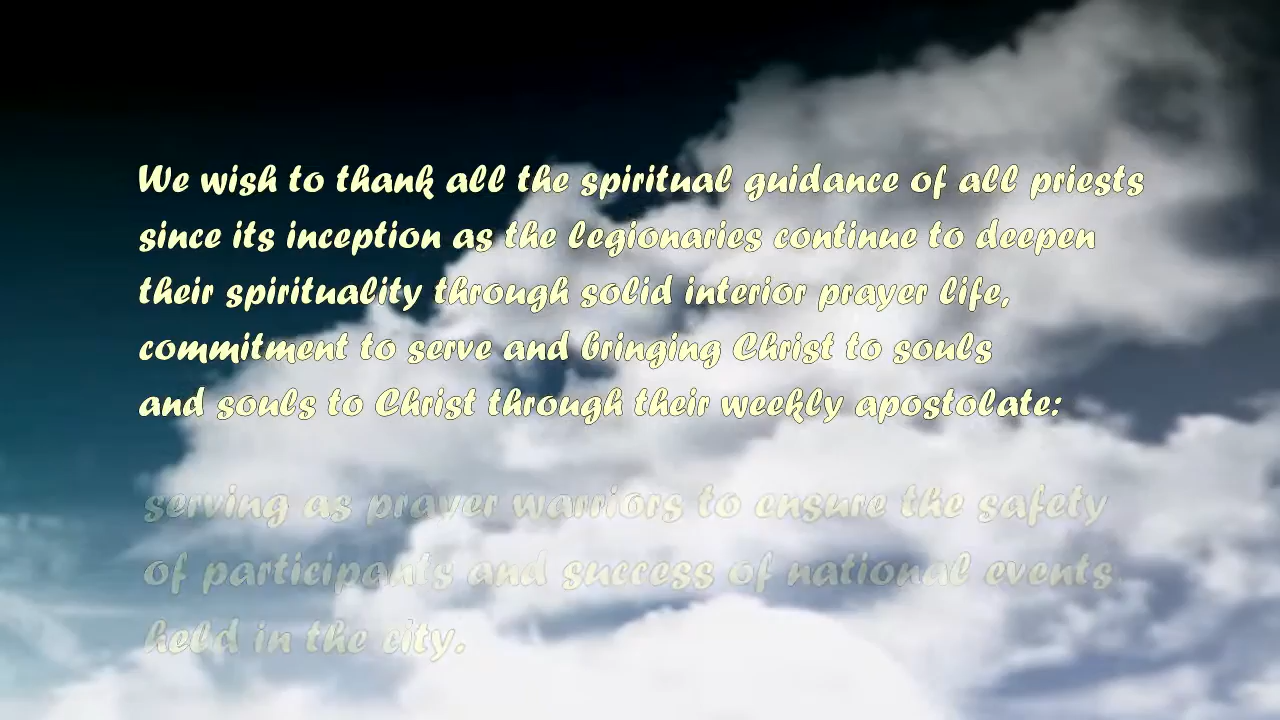 We wish to thank all the spiritual guidance of all priests
since its inception as the legionaries continue to deepen
their spirituality through solid interior prayer life,
commitment to serve and bringing Christ to souls
and souls to Christ through their weekly apostolate:
serving as prayer warriors to ensure the safety
of participants and success of national events
held in the city.